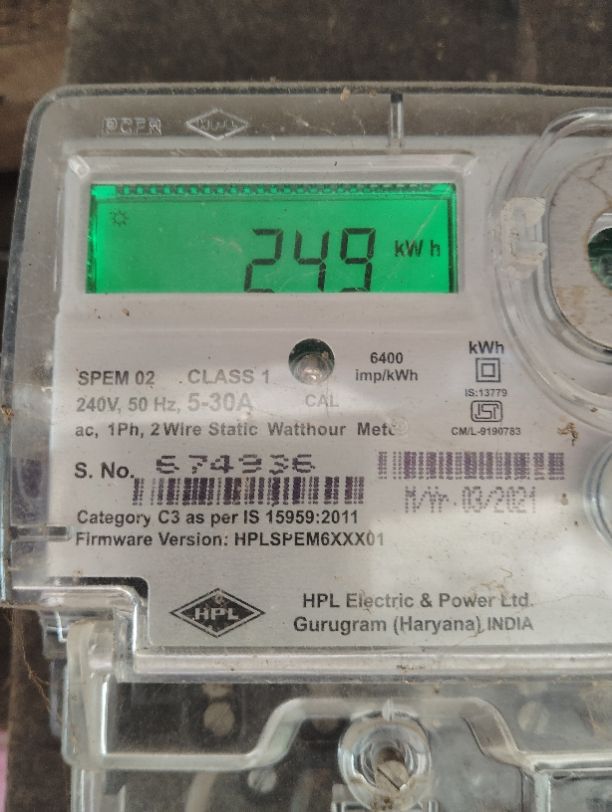 249 kW h
6400
imp/kWh
kWh
SPEM 02 CLASS 1
240V, 50 Hz, 5-30A
CAL
IS:13779
ac, 1Ph, 2 Wire Static Watthour
CM/L-9190783
S. No. 674936
M/Yr. 03/2021
Category C3 as per IS 15959:2011
Firmware Version: HPLSPEM6XXX01
HPL
HPL Electric & Power Ltd.
Gurugram (Haryana) INDIA